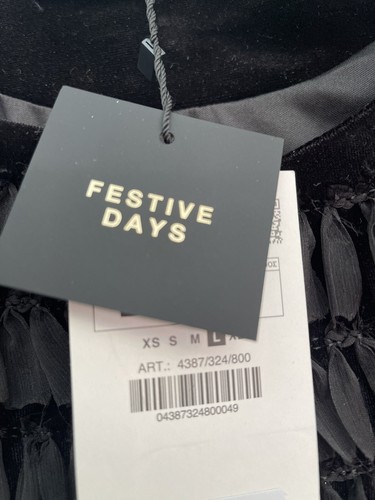 FESTIVE
DAYS
XS S M L
ART.: 4387/324/800
04387324800049